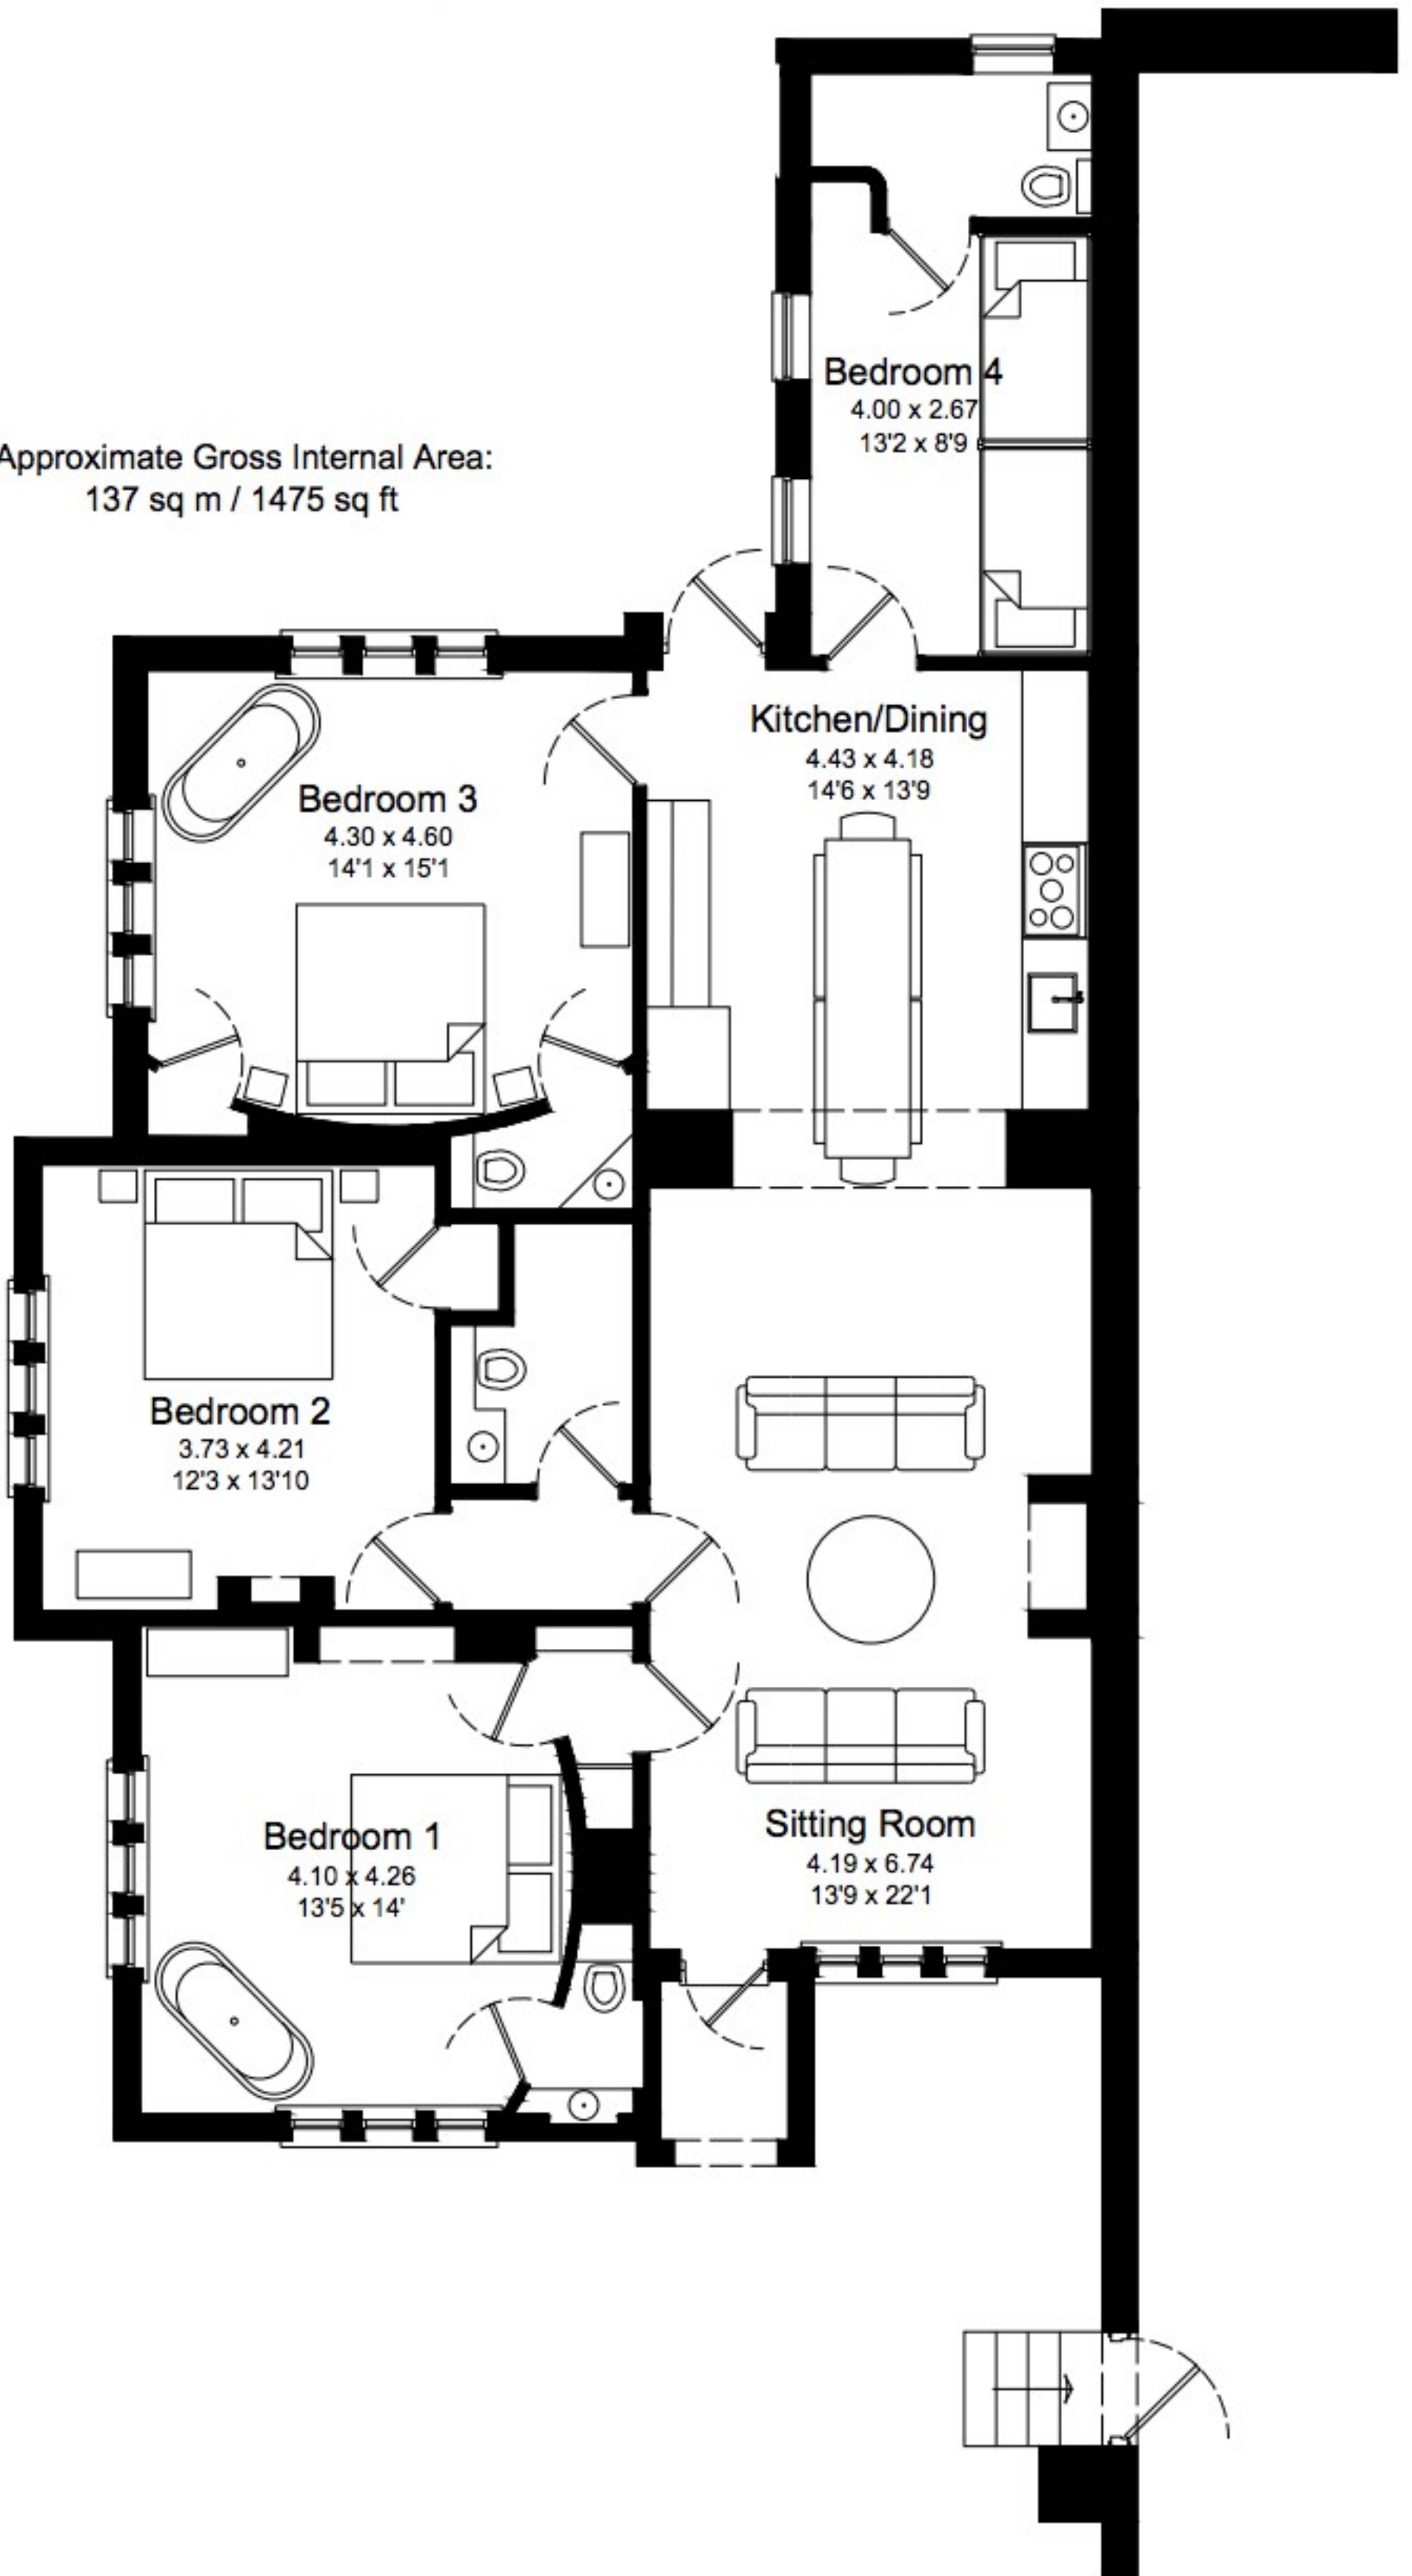 Bedroom 4
4.00 x 2.67
13'2 x 8'9
Approximate Gross Internal Area:
137 sq m / 1475 sq ft
Kitchen/Dining
4.43 x 4.18
14'6 x 13'9
Bedroom 3
4.30 x 4.60
14'1 x 15'1
Bedroom 2
3.73 x 4.21
12'3 x 13'10
Sitting Room
4.19 x 6.74
13'9 x 22'1
Bedroom 1
4.10 x 4.26
13'5 x 14'